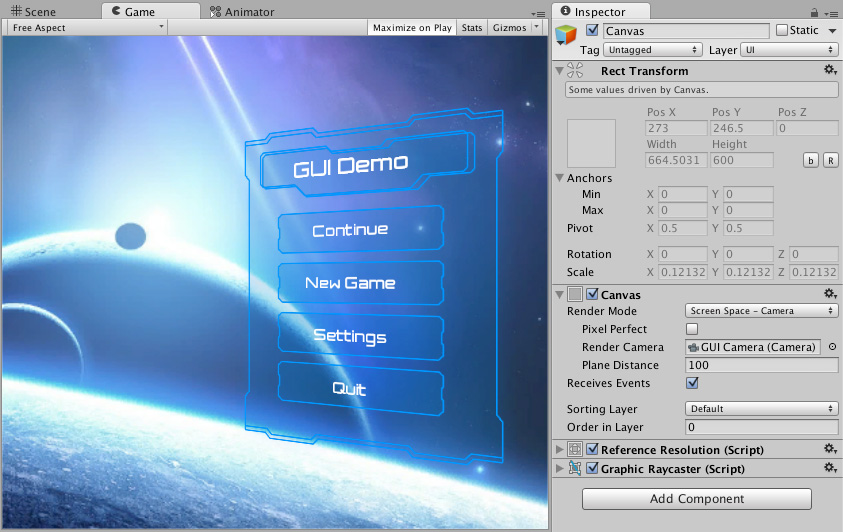 Scene Game Animator
Free Aspect Maximize on Play Stats Gizmos
GUI Demo
Continue
New Game
Settings
Quit
Inspector
Canvas Static
Tag Untagged Layer UI
Rect Transform
Some values driven by Canvas.
Pos X Pos Y Pos Z
273 246.5 0
Width Height
664.5031 600 b R
Anchors
Min X 0 Y 0
Max X 0 Y 0
Pivot X 0.5 Y 0.5
Rotation X 0 Y 0 Z 0
Scale X 0.12132 Y 0.12132 Z 0.12132
Canvas
Render Mode Screen Space - Camera
Pixel Perfect
Render Camera GUI Camera (Camera)
Plane Distance 100
Receives Events
Sorting Layer Default
Order in Layer 0
Reference Resolution (Script)
Graphic Raycaster (Script)
Add Component